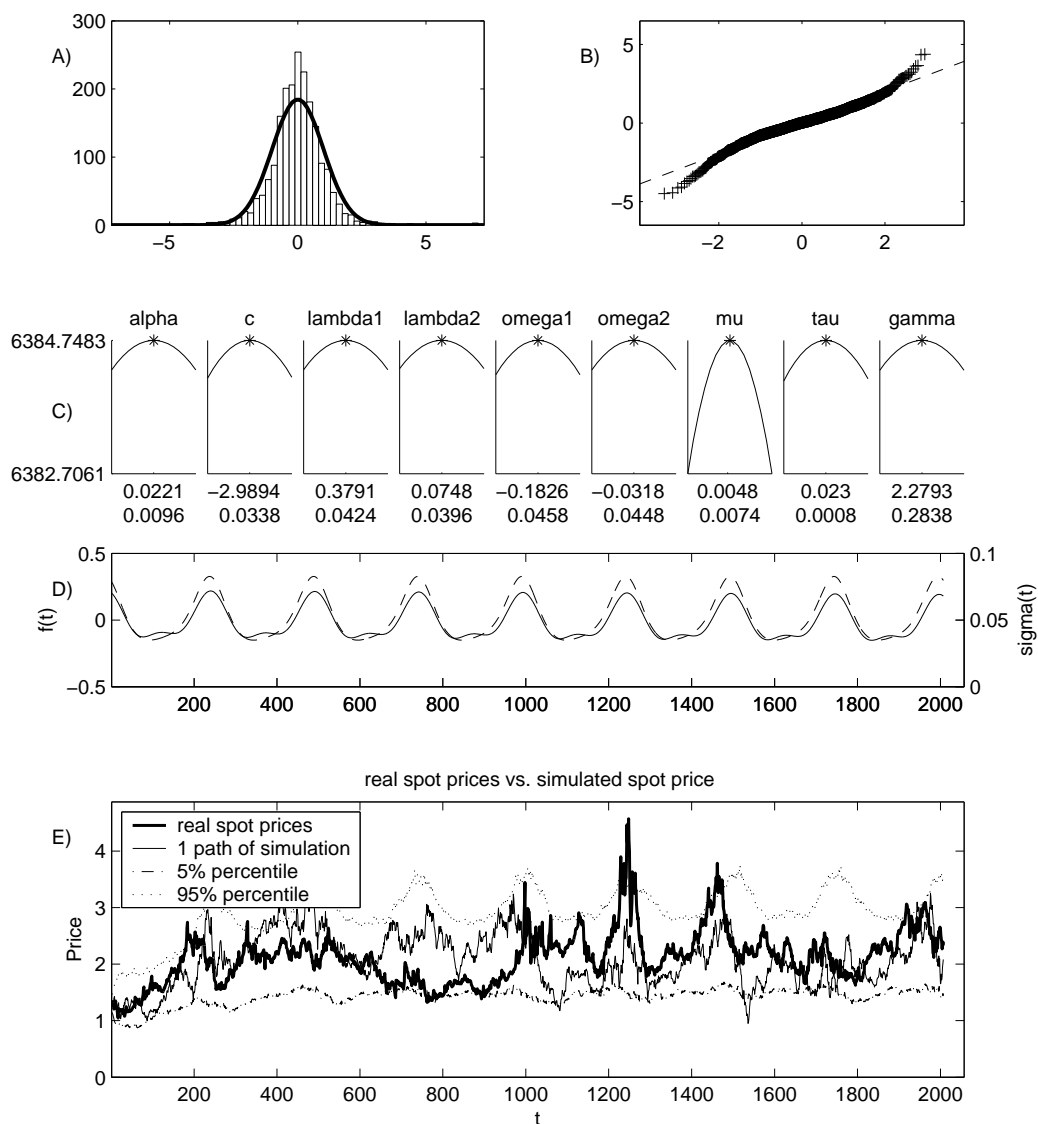 A)
300
200
100
0
−5
0
5
B)
5
0
−5
−2
0
2
C)
alpha
c
lambda1
lambda2
omega1
omega2
mu
tau
gamma
6384.7483
6382.7061
0.0221
−2.9894
0.3791
0.0748
−0.1826
−0.0318
0.0048
0.023
2.2793
0.0096
0.0338
0.0424
0.0396
0.0458
0.0448
0.0074
0.0008
0.2838
D)
f(t)
0.5
0
−0.5
200
400
600
800
1000
1200
1400
1600
1800
2000
0.1
0.05
0
sigma(t)
real spot prices vs. simulated spot price
E)
real spot prices
1 path of simulation
5% percentile
95% percentile
Price
4
3
2
1
0
200
400
600
800
1000
1200
1400
1600
1800
2000
t